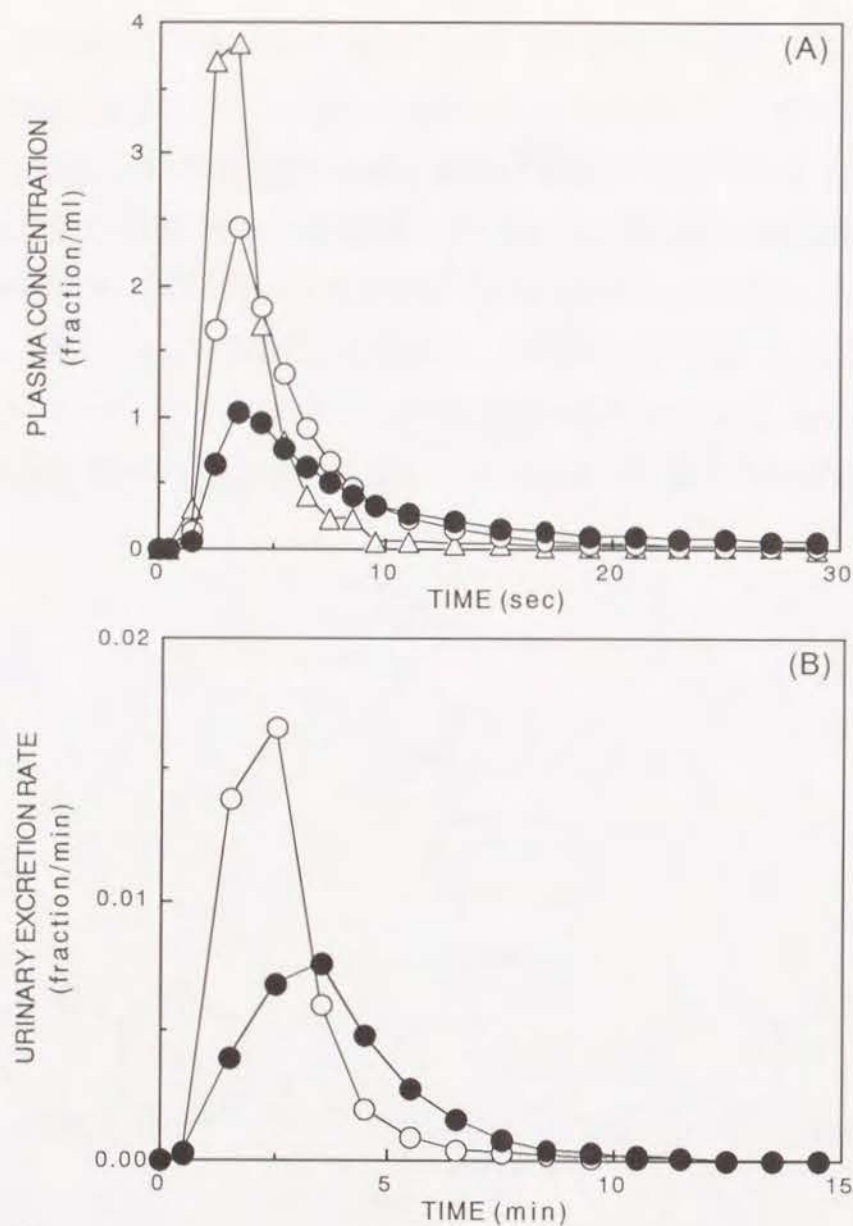 (A)
PLASMA CONCENTRATION
(fraction/ml)
4
3
2
1
0
0
10
20
30
TIME (sec)
(B)
URINARY EXCRETION RATE
(fraction/min)
0.02
0.01
0.00
0
5
10
15
TIME (min)